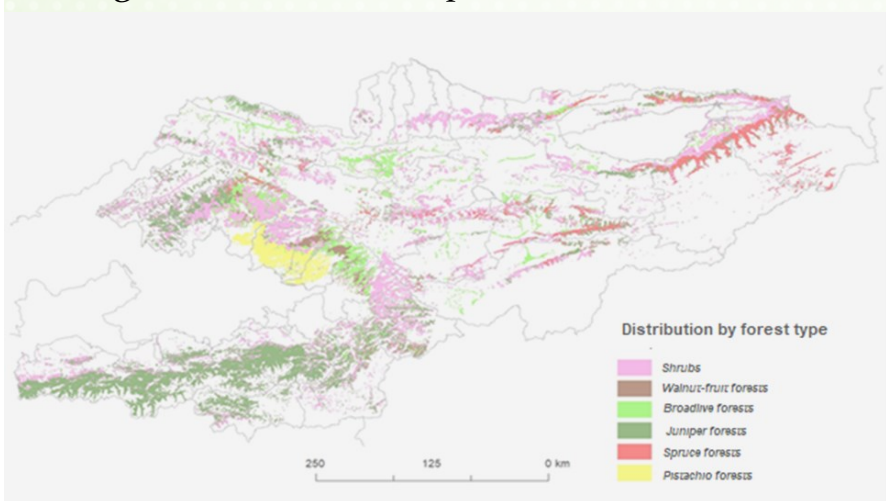 Distribution by forest type
Shrubs
Walnut-fruit forests
Broadlive forests
Juniper forests
Spruce forests
Pistachio forests
250 125 0 km